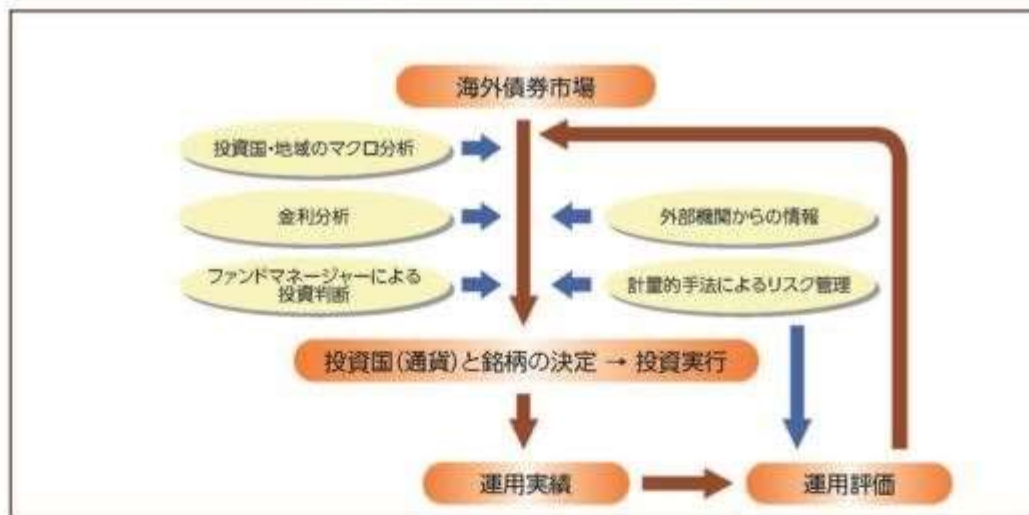 海外債券市場
投資国・地域のマクロ分析
金利分析
外部機関からの情報
ファンドマネージャーによる
投資判断
計量的手法によるリスク管理
投資国(通貨)と銘柄の決定 → 投資実行
運用実績
運用評価